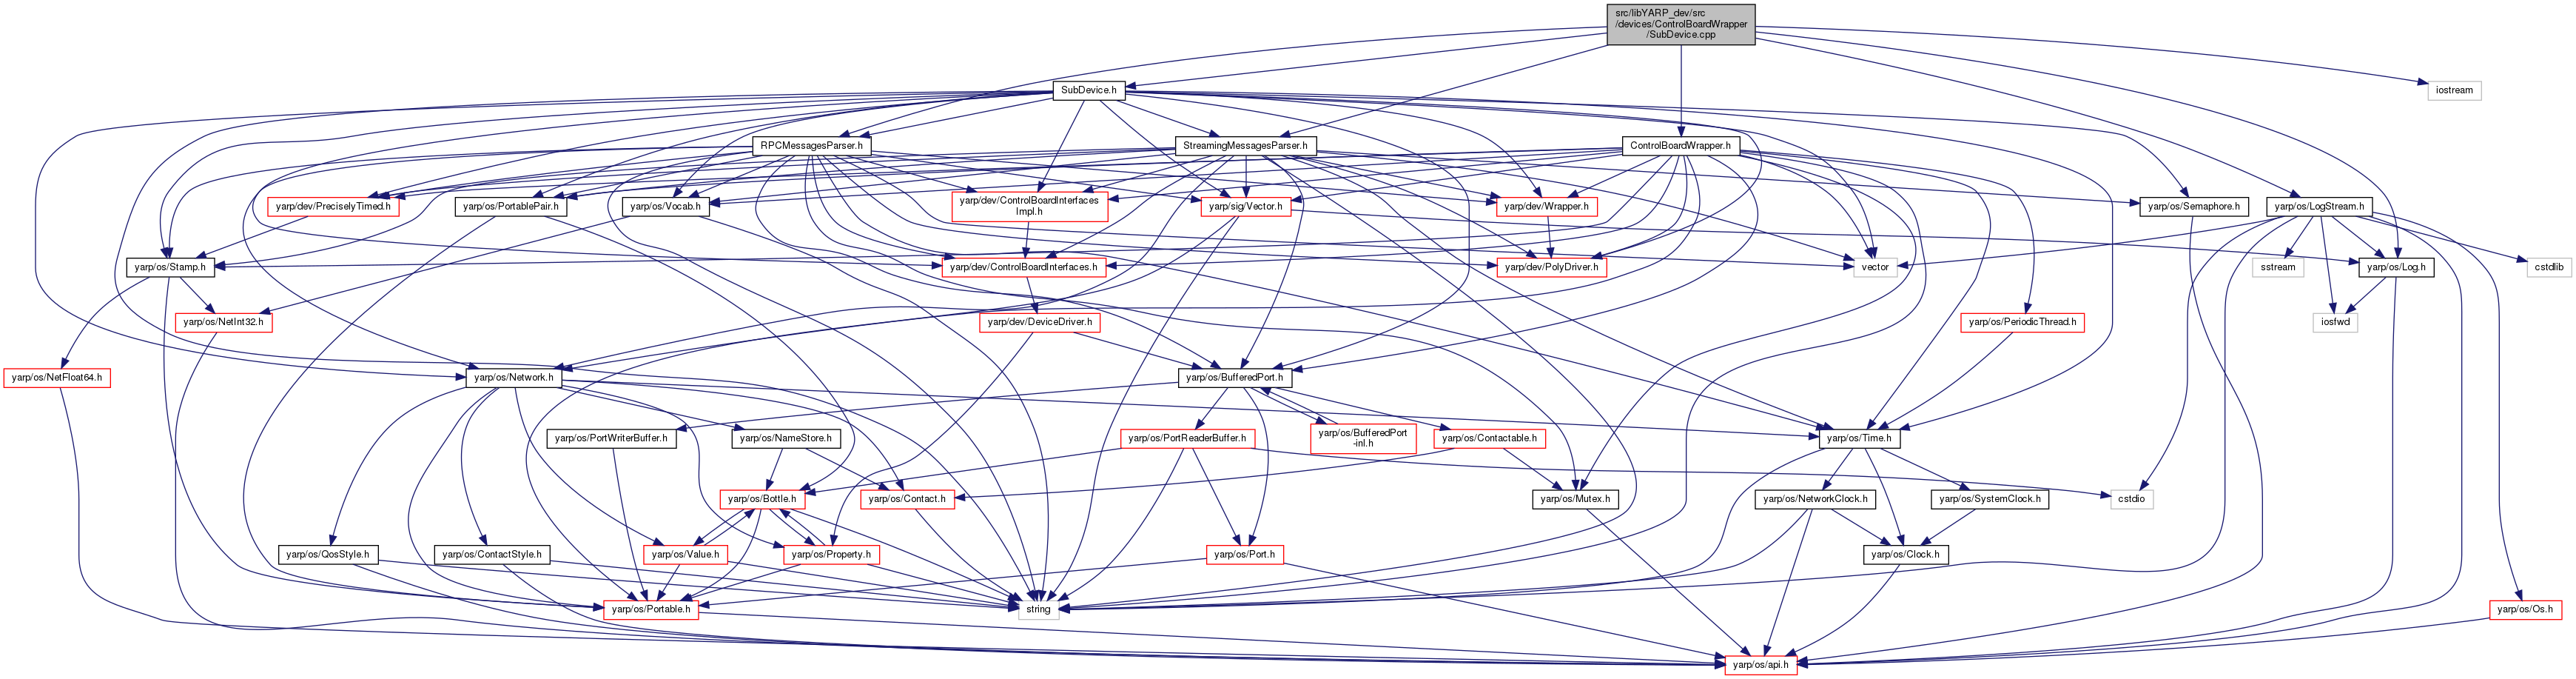 src/libYARP_dev/src
/devices/ControlBoardWrapper
/SubDevice.cpp
SubDevice.h
iostream
RPCMessagesParser.h
StreamingMessagesParser.h
ControlBoardWrapper.h
yarp/dev/PreciselyTimed.h
yarp/os/PortablePair.h
yarp/os/Vocab.h
yarp/dev/ControlBoardInterfaces
Impl.h
yarp/sig/Vector.h
yarp/dev/Wrapper.h
yarp/os/Semaphore.h
yarp/os/LogStream.h
yarp/os/Stamp.h
yarp/dev/ControlBoardInterfaces.h
yarp/dev/PolyDriver.h
vector
sstream
yarp/os/Log.h
cstdlib
yarp/os/NetInt32.h
yarp/dev/DeviceDriver.h
yarp/os/PeriodicThread.h
iosfwd
yarp/os/NetFloat64.h
yarp/os/Network.h
yarp/os/BufferedPort.h
yarp/os/PortWriterBuffer.h
yarp/os/NameStore.h
yarp/os/PortReaderBuffer.h
yarp/os/BufferedPort
-inl.h
yarp/os/Contactable.h
yarp/os/Time.h
yarp/os/Bottle.h
yarp/os/Contact.h
yarp/os/Mutex.h
yarp/os/NetworkClock.h
yarp/os/SystemClock.h
cstdio
yarp/os/QosStyle.h
yarp/os/ContactStyle.h
yarp/os/Value.h
yarp/os/Property.h
yarp/os/Port.h
yarp/os/Clock.h
yarp/os/Portable.h
string
yarp/os/Os.h
yarp/os/api.h